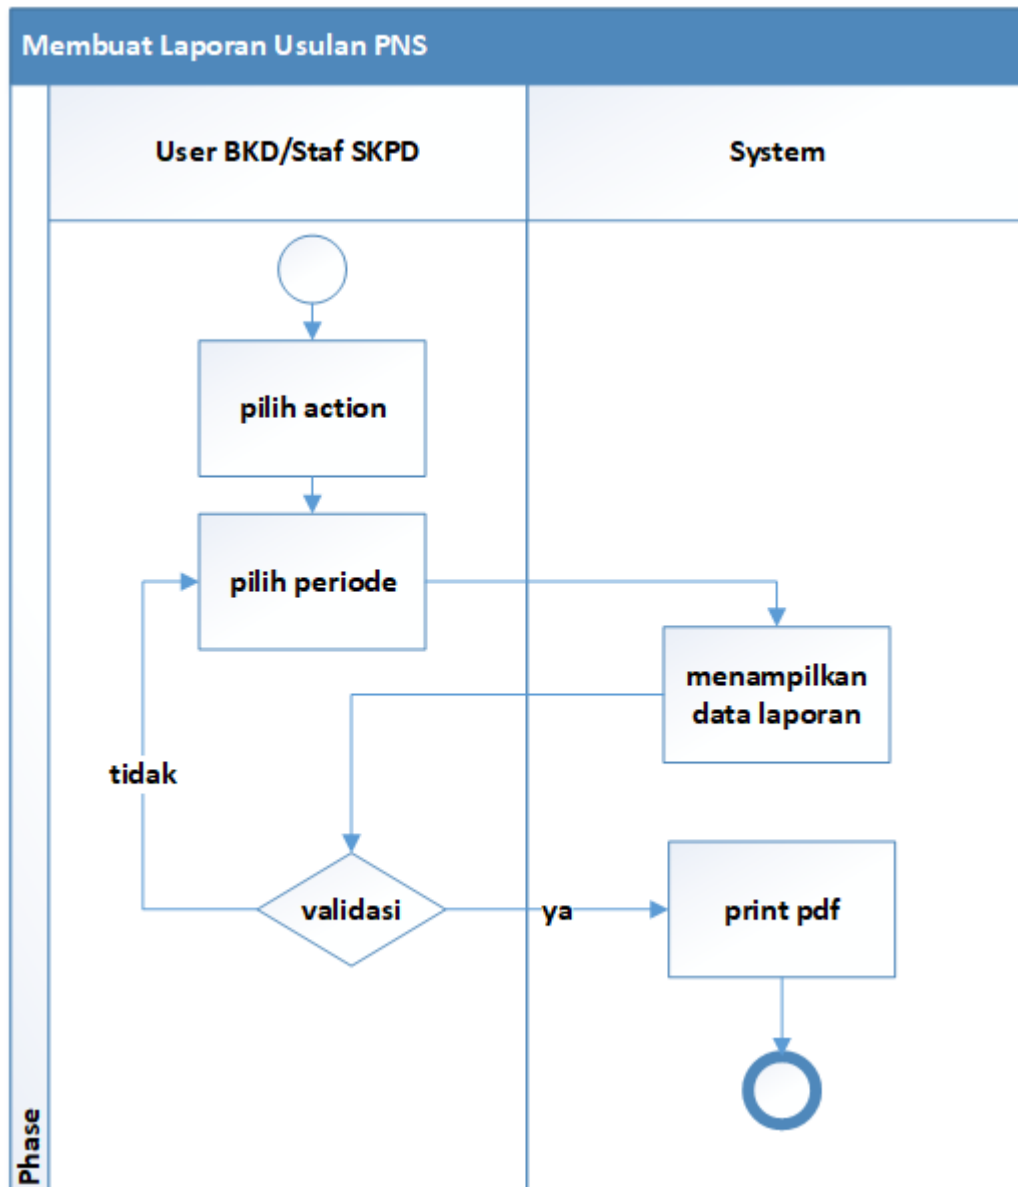 Membuat Laporan Usulan PNS
User BKD/Staf SKPD
System
pilih action
pilih periode
menampilkan
data laporan
tidak
validasi
ya
print pdf
Phase